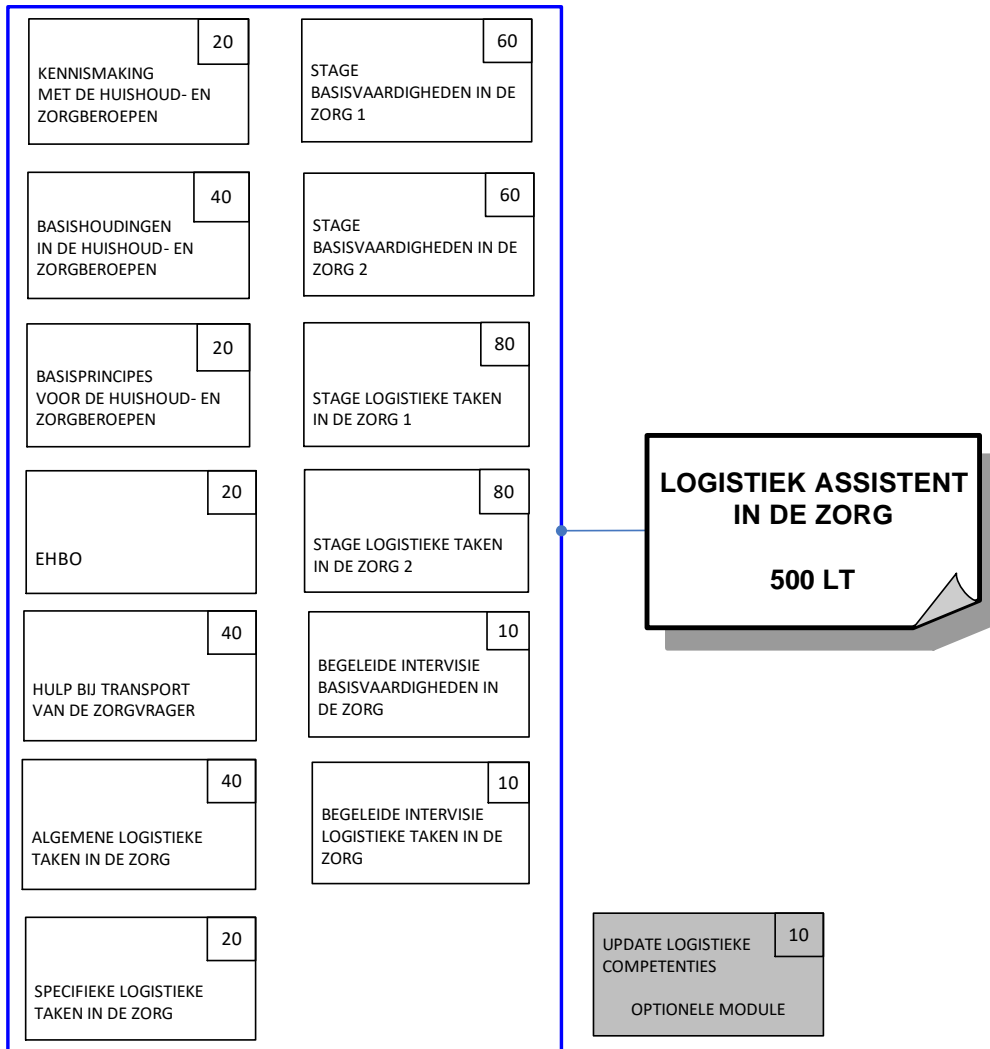 20
KENNISMAKING
MET DE HUISHOUD- EN
ZORGBEROEPEN
40
BASISHOUDINGEN
IN DE HUISHOUD- EN
ZORGBEROEPEN
20
BASISPRINCIPES
VOOR DE HUISHOUD- EN
ZORGBEROEPEN
20
EHBO
40
HULP BIJ TRANSPORT
VAN DE ZORGVRAGER
40
ALGEMENE LOGISTIEKE
TAKEN IN DE ZORG
20
SPECIFIEKE LOGISTIEKE
TAKEN IN DE ZORG
60
STAGE
BASISVAARDIGHEDEN IN DE
ZORG 1
60
STAGE
BASISVAARDIGHEDEN IN DE
ZORG 2
80
STAGE LOGISTIEKE TAKEN
IN DE ZORG 1
80
STAGE LOGISTIEKE TAKEN
IN DE ZORG 2
10
BEGELEIDE INTERVISIE
BASISVAARDIGHEDEN IN
DE ZORG
10
BEGELEIDE INTERVISIE
LOGISTIEKE TAKEN IN DE
ZORG
LOGISTIEK ASSISTENT
IN DE ZORG
500 LT
10
UPDATE LOGISTIEKE
COMPETENTIES
OPTIONELE MODULE